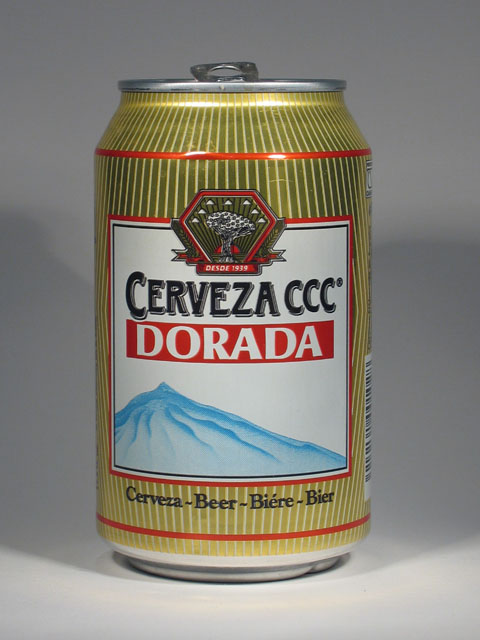 DESDE 1939
CERVEZA CCC®
DORADA
Cerveza ~ Beer ~ Biére ~ Bier